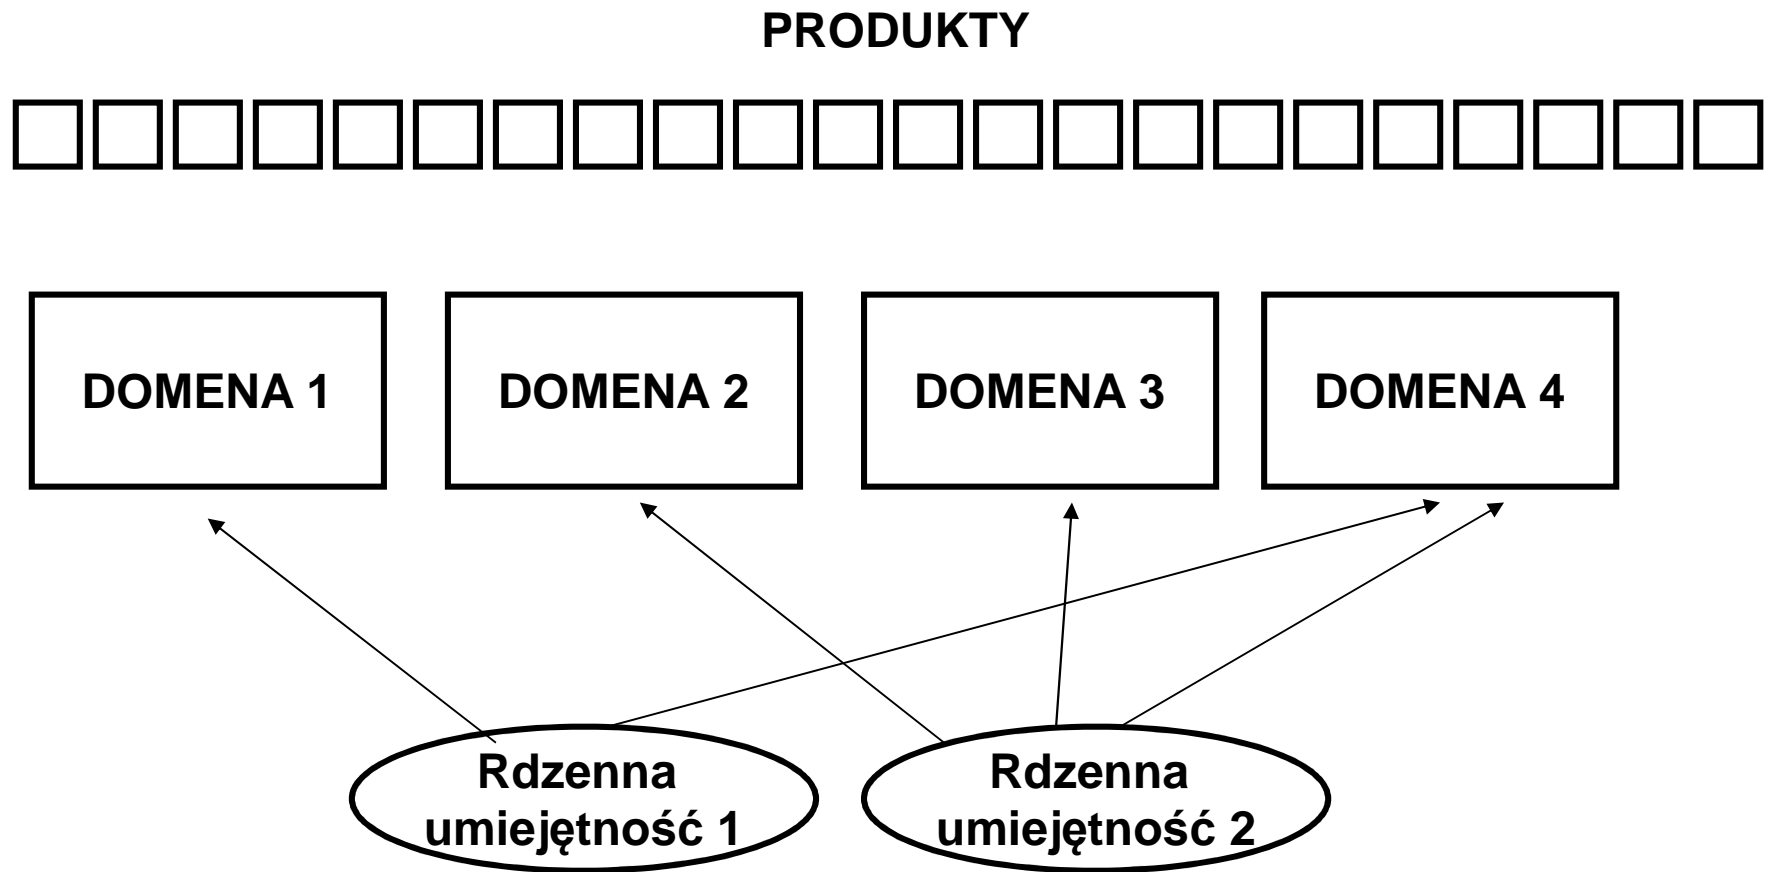 PRODUKTY
DOMENA 1
DOMENA 2
DOMENA 3
DOMENA 4
Rdzenna
umiejętność 1
Rdzenna
umiejętność 2